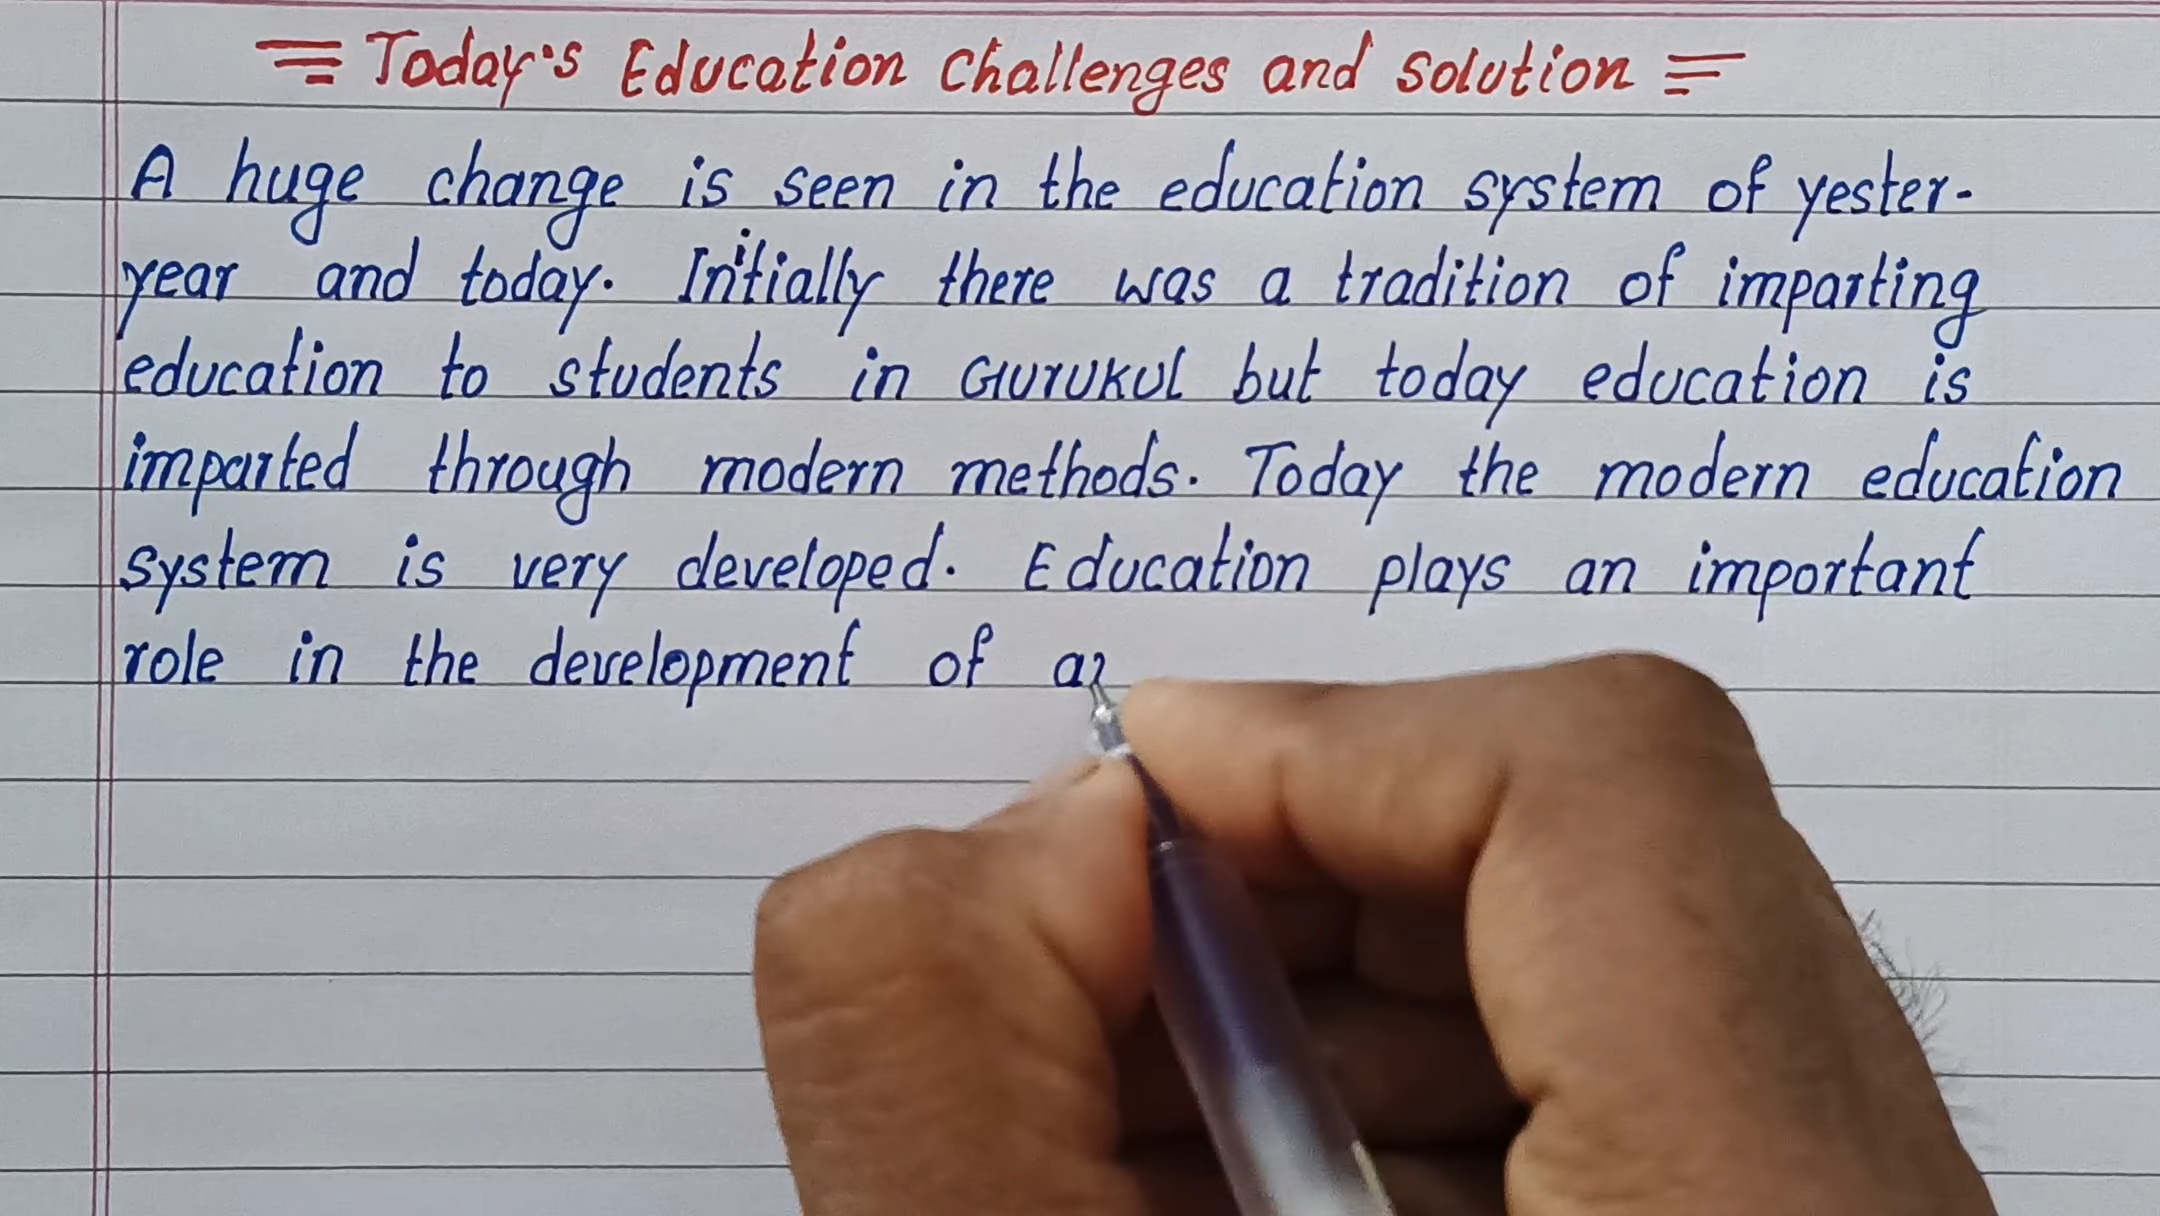 Today's Education Challenges and Solution
A huge change is seen in the education system of yester-
year and today. Initially there was a tradition of imparting
education to students in Gurukul but today education is
imparted through modern methods. Today the modern education
system is very developed. Education plays an important
role in the development of